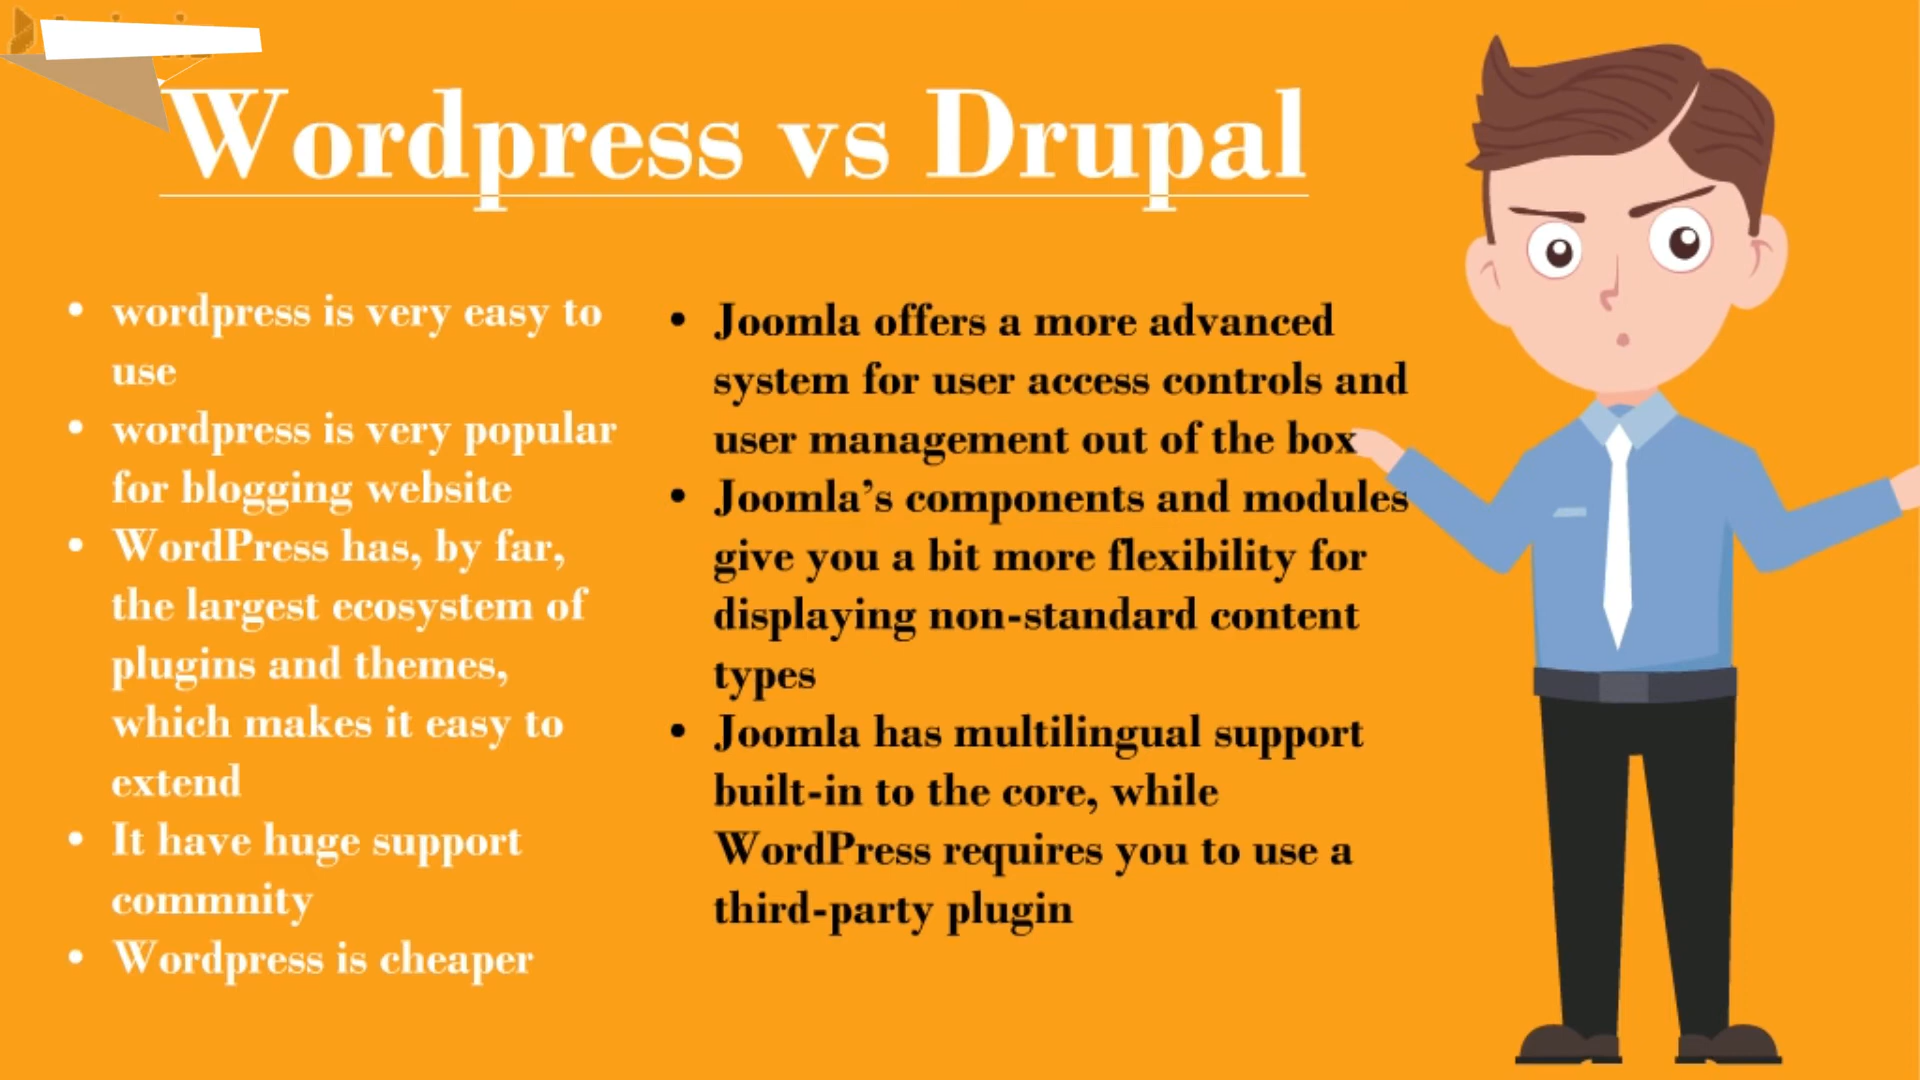 Wordpress vs Drupal
• wordpress is very easy to
use
• wordpress is very popular
for blogging website
• WordPress has, by far,
the largest ecosystem of
plugins and themes,
which makes it easy to
extend
• It have huge support
commnity
• Wordpress is cheaper
• Joomla offers a more advanced
system for user access controls and
user management out of the box
• Joomla’s components and modules
give you a bit more flexibility for
displaying non-standard content
types
• Joomla has multilingual support
built-in to the core, while
WordPress requires you to use a
third-party plugin